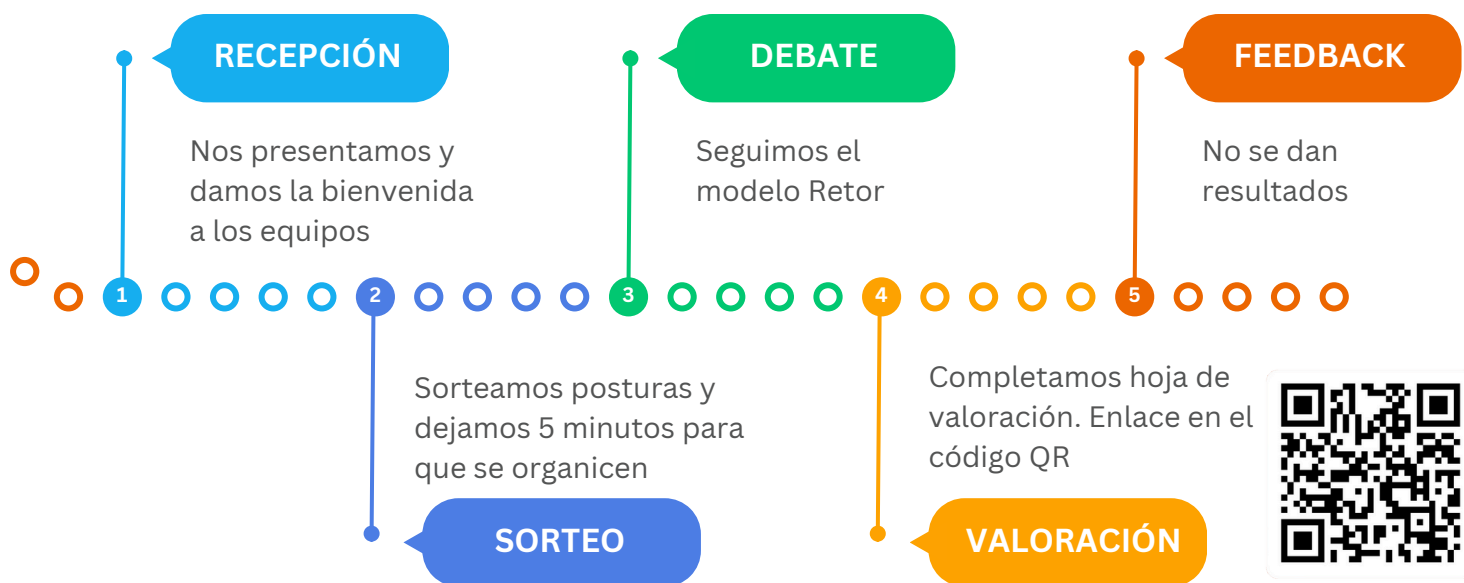 RECEPCIÓN
Nos presentamos y
damos la bienvenida
a los equipos
1
2
Sorteamos posturas y
dejamos 5 minutos para
que se organicen
SORTEO
DEBATE
Seguimos el
modelo Retor
3
4
Completamos hoja de
valoración. Enlace en el
código QR
VALORACIÓN
FEEDBACK
No se dan
resultados
5